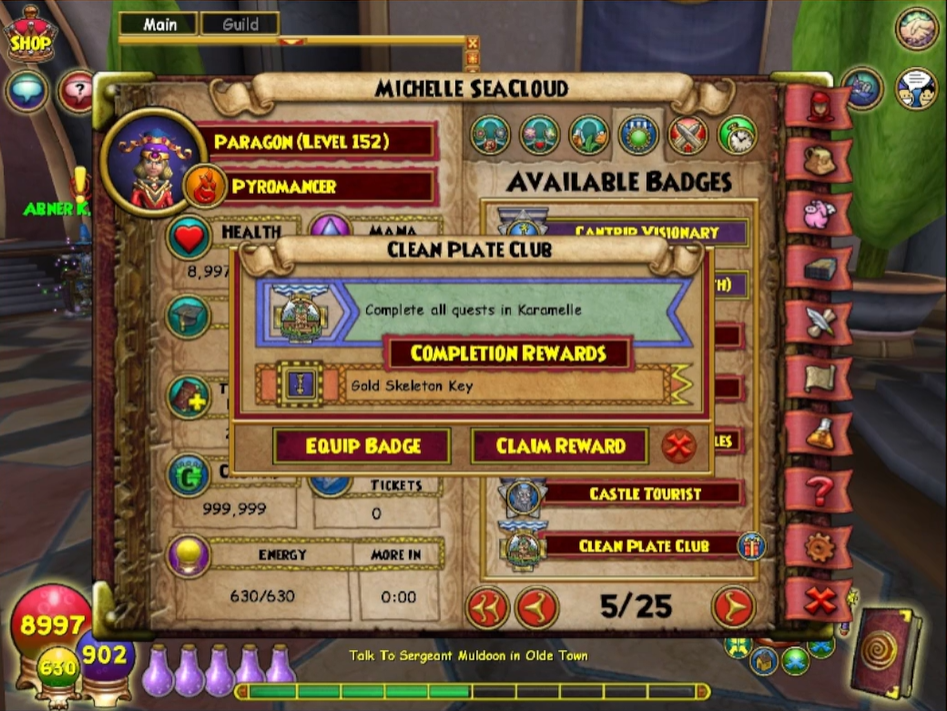 Main
Guild
SHOP
MICHELLE SEACLOUD
PARAGON (LEVEL 152)
PYROMANCER
AVAILABLE BADGES
ABNER K.
HEALTH
MANA
8,997
CANTRIP VISIONARY
CLEAN PLATE CLUB
Complete all quests in Karamelle
COMPLETION REWARDS
Gold Skeleton Key
EQUIP BADGE
CLAIM REWARD
TICKETS
999,999
0
CASTLE TOURIST
ENERGY
MORE IN
CLEAN PLATE CLUB
630/630
0:00
5/25
8997
630
902
Talk To Sergeant Muldoon in Olde Town